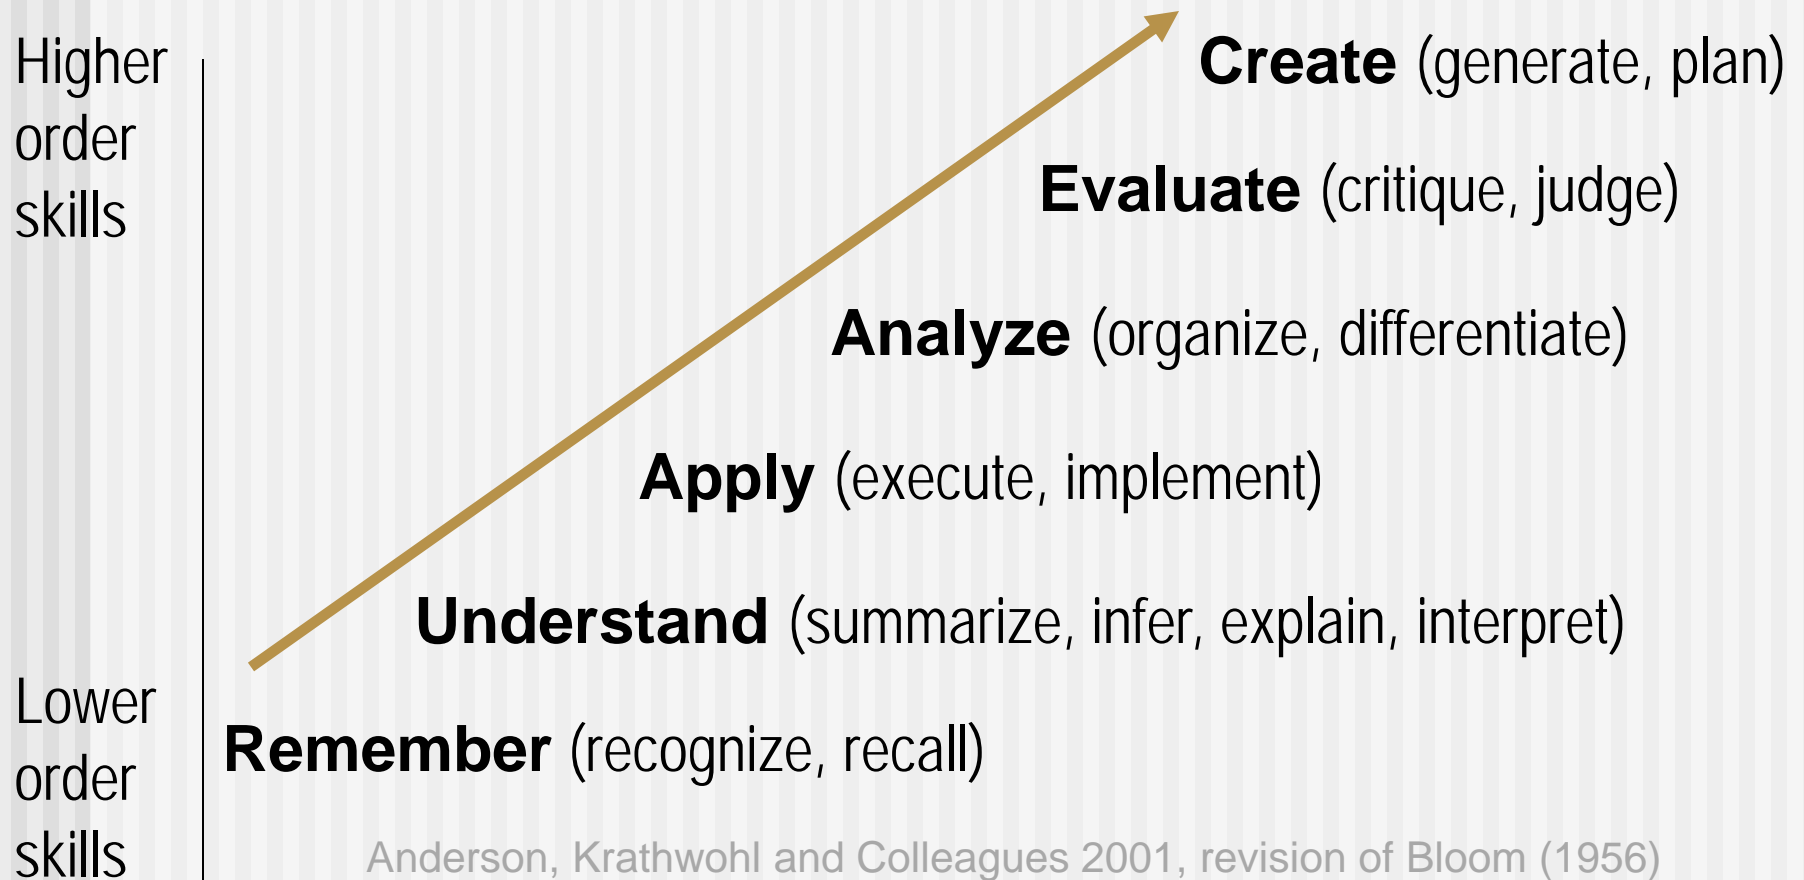 Higher
order
skills
Create (generate, plan)
Evaluate (critique, judge)
Analyze (organize, differentiate)
Apply (execute, implement)
Understand (summarize, infer, explain, interpret)
Lower
order
skills
Remember (recognize, recall)
Anderson, Krathwohl and Colleagues 2001, revision of Bloom (1956)